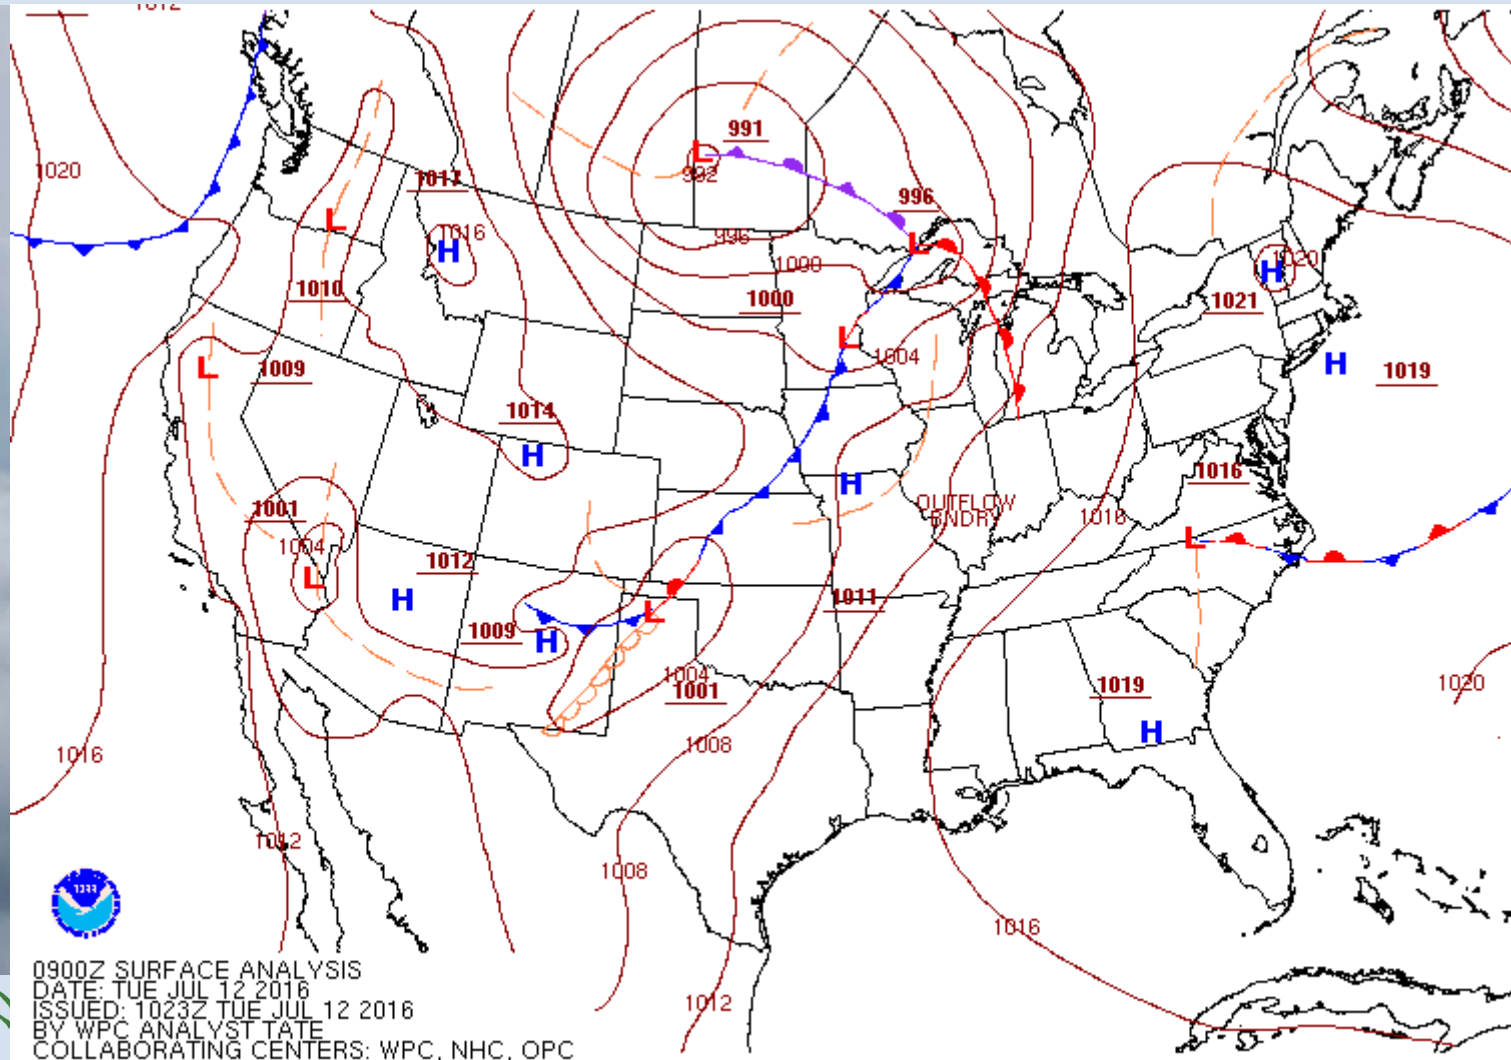 1012
1020
991
992
1017
1016
H
L
996
L
996
L
1020
H
1000
1000
1021
1010
L
1004
H
1019
L
1009
1014
H
1016
H
1001
OUTFLOW
BNDRY
1016
1004
L
L
1012
H
1011
L
1009
H
1004
1001
1019
1020
H
1016
1008
1012
1008
1016
1012
0900Z SURFACE ANALYSIS
DATE: TUE JUL 12 2016
ISSUED: 1023Z TUE JUL 12 2016
BY WPC ANALYST TATE
COLLABORATING CENTERS: WPC, NHC, OPC